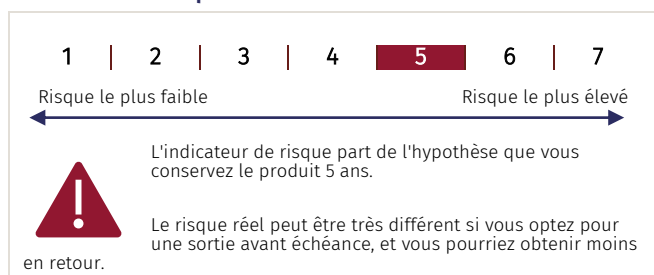 1 | 2 | 3 | 4 5 6 | 7
Risque le plus faible Risque le plus élevé
L'indicateur de risque part de l'hypothèse que vous
conservez le produit 5 ans.
Le risque réel peut être très différent si vous optez pour
une sortie avant échéance, et vous pourriez obtenir moins
en retour.